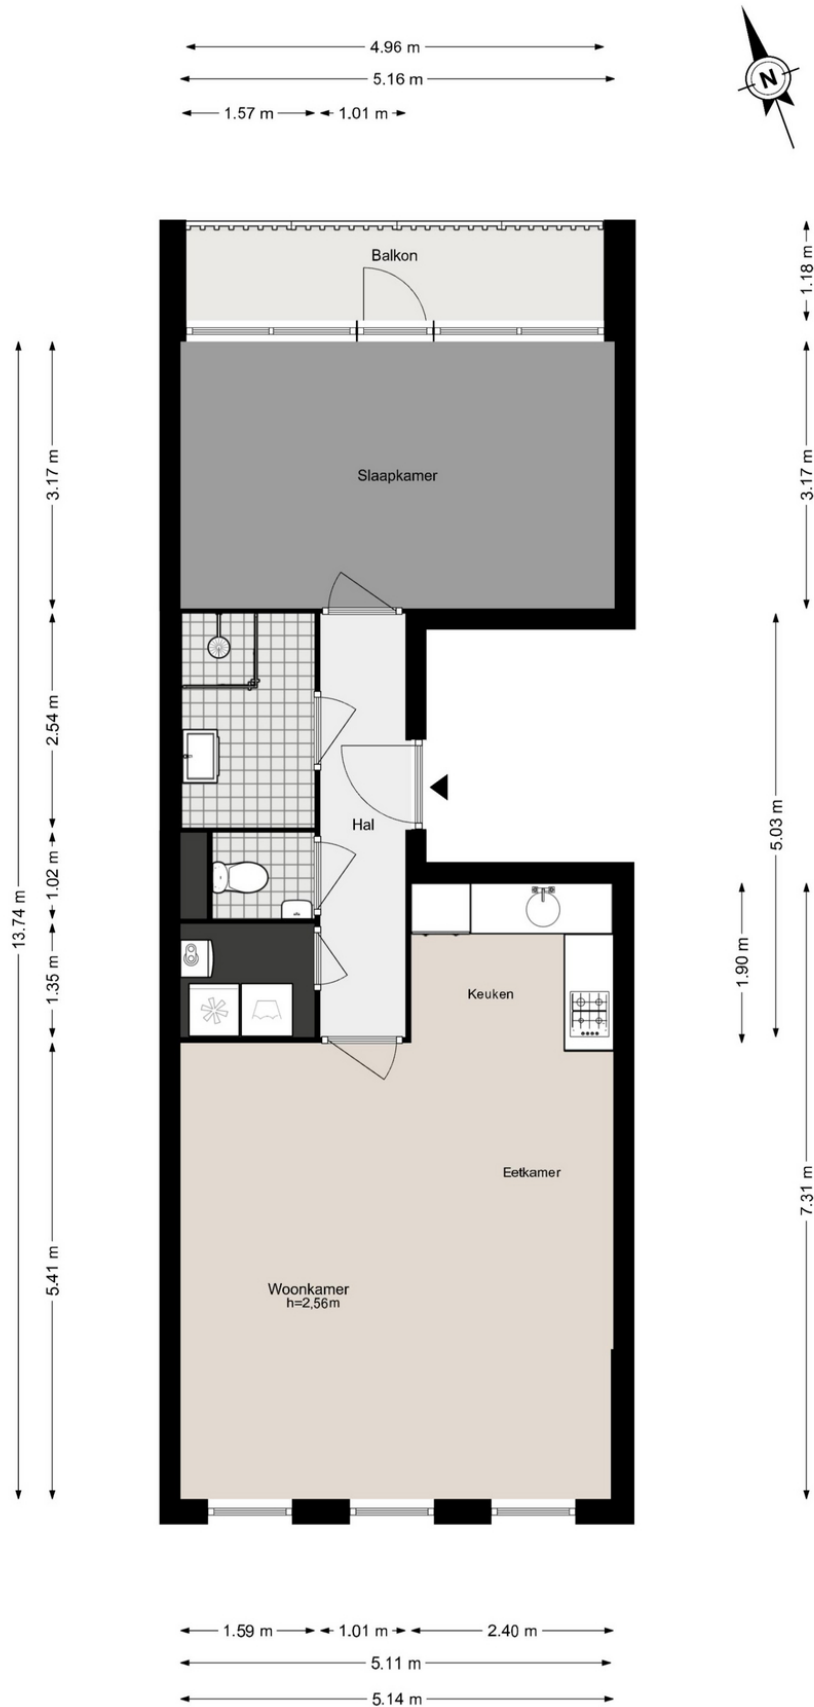 4.96 m
5.16 m
1.57 m
1.01 m
N
Balkon
1.18 m
3.17 m
Slaapkamer
3.17 m
2.54 m
Hal
5.03 m
1.02 m
13.74 m
1.35 m
1.90 m
Keuken
Eetkamer
7.31 m
5.41 m
Woonkamer
h=2,56m
1.59 m
1.01 m
2.40 m
5.11 m
5.14 m